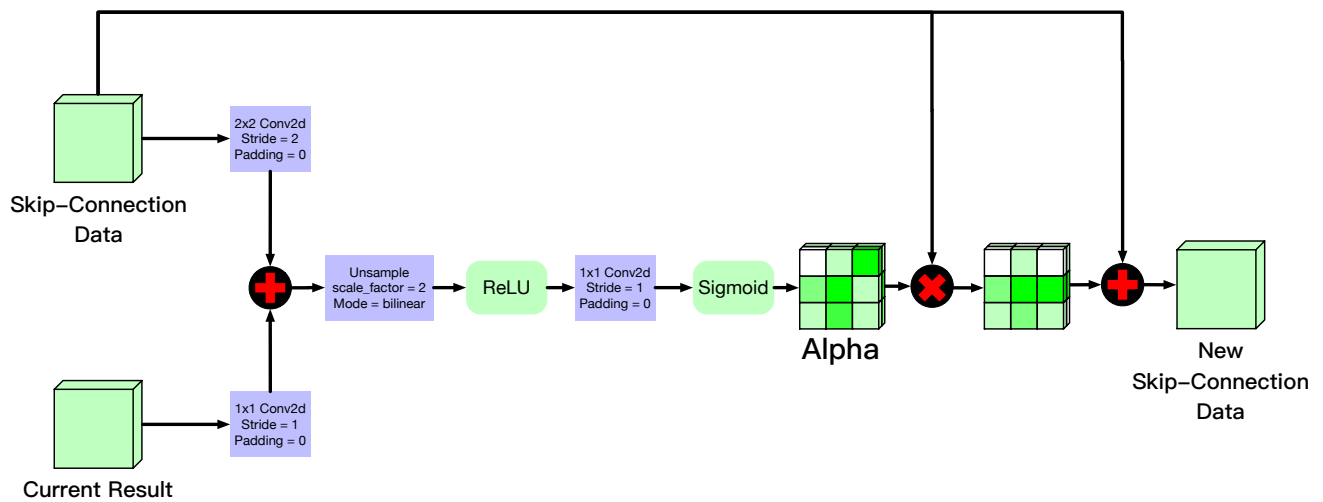 2x2 Conv2d
Stride = 2
Padding = 0
Skip-Connection
Data
Unsample
scale_factor = 2
Mode = bilinear
ReLU
1x1 Conv2d
Stride = 1
Padding = 0
Sigmoid
Alpha
New
Skip-Connection
Data
1x1 Conv2d
Stride = 1
Padding = 0
Current Result